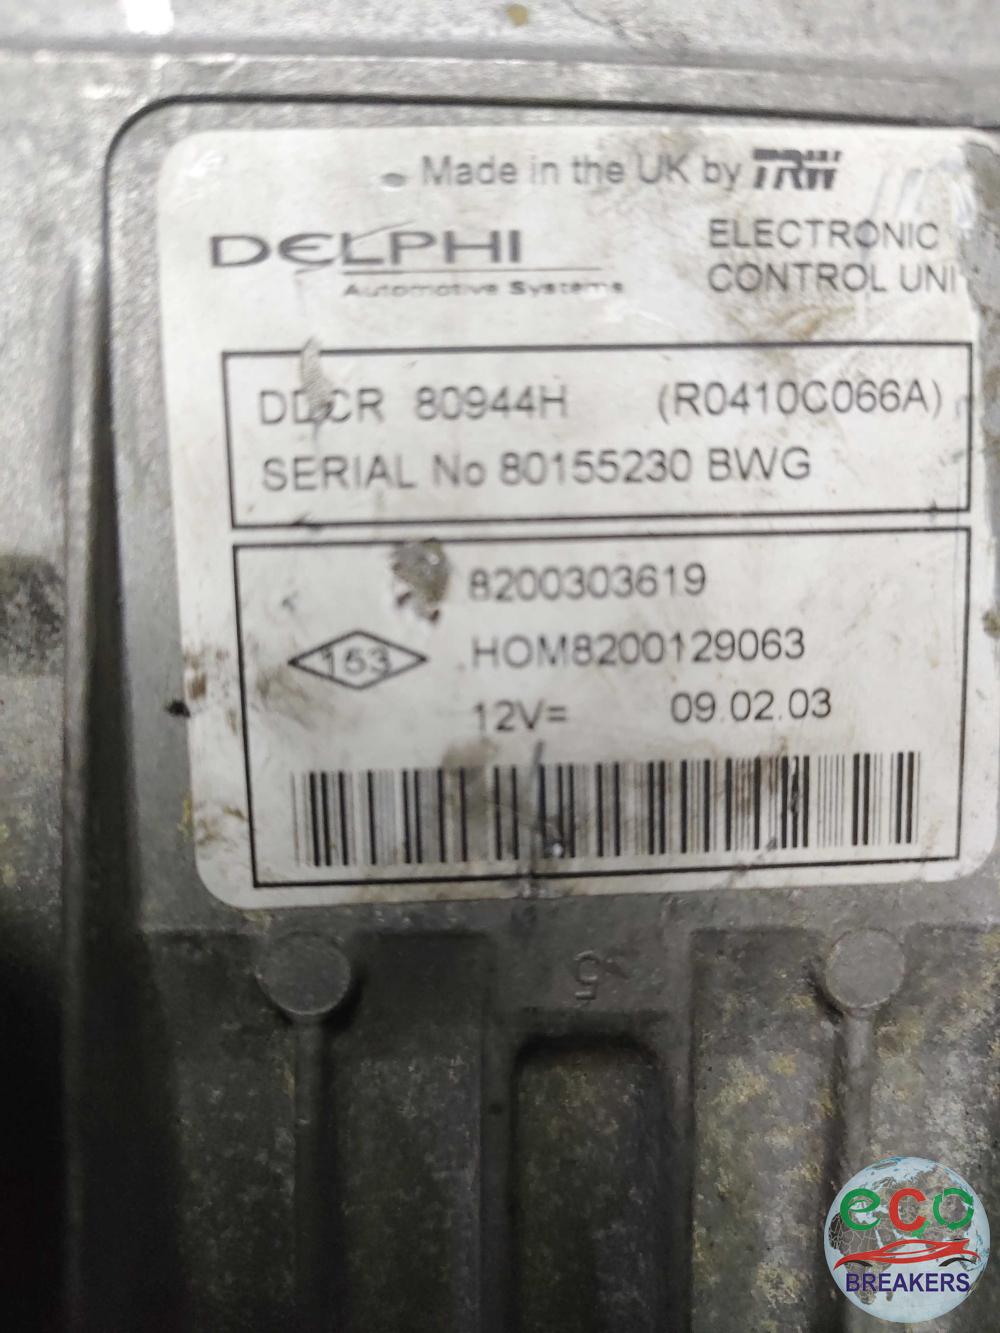 Made in the UK by TRW
DELPHI
Automotive Systems
ELECTRONIC
CONTROL UNI
DDCR 80944H (R0410C066A)
SERIAL No 80155230 BWG
8200303619
153
HOM8200129063
12V= 09.02.03
5
eco
BREAKERS